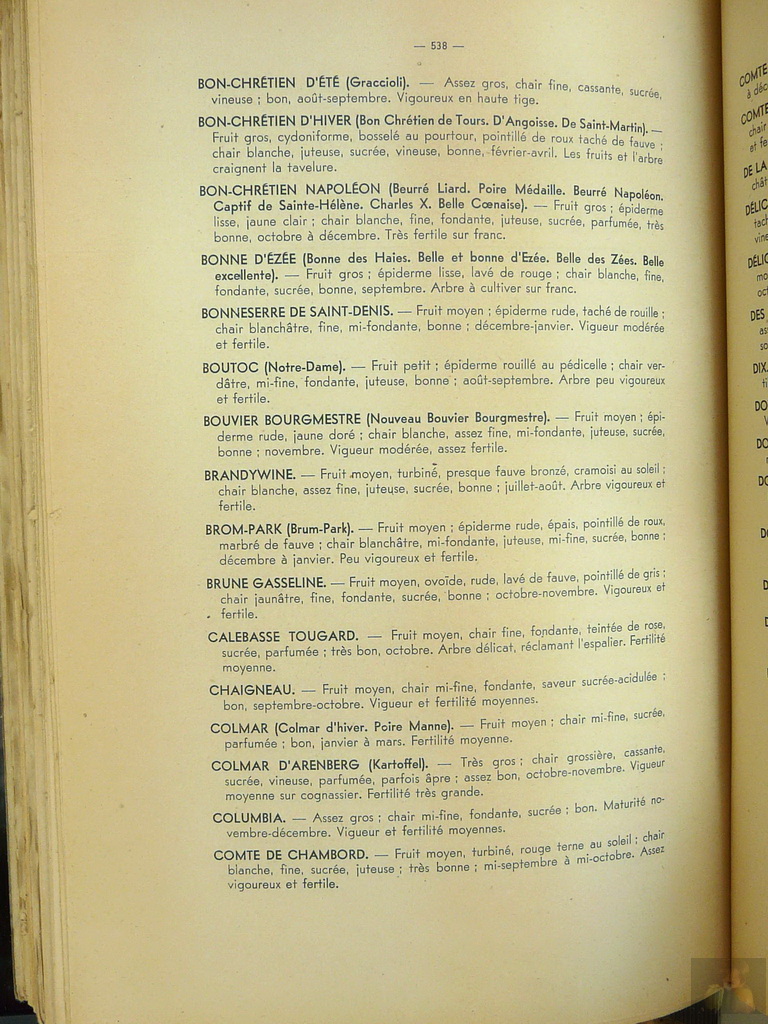 — 538 —
BON-CHRÉTIEN D'ÉTÉ (Graccioli). — Assez gros, chair fine, cassante, sucrée,
vineuse ; bon, août-septembre. Vigoureux en haute tige.
BON-CHRÉTIEN D'HIVER (Bon Chrétien de Tours. D'Angoisse. De Saint-Martin). —
Fruit gros, cydoniforme, bosselé au pourtour, pointillé de roux taché de fauve ;
chair blanche, juteuse, sucrée, vineuse, bonne, février-avril. Les fruits et l'arbre
craignent la tavelure.
BON-CHRÉTIEN NAPOLÉON (Beurré Liard. Poire Médaille. Beurré Napoléon.
Captif de Sainte-Hélène. Charles X. Belle Cœnaise). — Fruit gros ; épiderme
lisse, jaune clair ; chair blanche, fine, fondante, juteuse, sucrée, parfumée, très
bonne, octobre à décembre. Très fertile sur franc.
BONNE D'ÉZÉE (Bonne des Haies. Belle et bonne d'Ezée. Belle des Zées. Belle
excellente). — Fruit gros ; épiderme lisse, lavé de rouge ; chair blanche, fine,
fondante, sucrée, bonne, septembre. Arbre à cultiver sur franc.
BONNESERRE DE SAINT-DENIS. — Fruit moyen ; épiderme rude, taché de rouille ;
chair blanchâtre, fine, mi-fondante, bonne ; décembre-janvier. Vigueur modérée
et fertile.
BOUTOC (Notre-Dame). — Fruit petit ; épiderme rouillé au pédicelle ; chair ver-
dâtre, mi-fine, fondante, juteuse, bonne ; août-septembre. Arbre peu vigoureux
et fertile.
BOUVIER BOURGMESTRE (Nouveau Bouvier Bourgmestre). — Fruit moyen ; épi-
derme rude, jaune doré ; chair blanche, assez fine, mi-fondante, juteuse, sucrée,
bonne ; novembre. Vigueur modérée, assez fertile.
BRANDYWINE. — Fruit moyen, turbiné, presque fauve bronzé, cramoisi au soleil ;
chair blanche, assez fine, juteuse, sucrée, bonne ; juillet-août. Arbre vigoureux et
fertile.
BROM-PARK (Brum-Park). — Fruit moyen ; épiderme rude, épais, pointillé de roux,
marbré de fauve ; chair blanchâtre, mi-fondante, juteuse, mi-fine, sucrée, bonne ;
décembre à janvier. Peu vigoureux et fertile.
BRUNE GASSELINE. — Fruit moyen, ovoïde, rude, lavé de fauve, pointillé de gris ;
chair jaunâtre, fine, fondante, sucrée, bonne ; octobre-novembre. Vigoureux et
fertile.
CALEBASSE TOUGARD. — Fruit moyen, chair fine, fondante, teintée de rose,
sucrée, parfumée ; très bon, octobre. Arbre délicat, réclamant l'espalier. Fertilité
moyenne.
CHAIGNEAU. — Fruit moyen, chair mi-fine, fondante, saveur sucrée-acidulée ;
bon, septembre-octobre. Vigueur et fertilité moyennes.
COLMAR (Colmar d'hiver. Poire Manne). — Fruit moyen ; chair mi-fine, sucrée,
parfumée ; bon, janvier à mars. Fertilité moyenne.
COLMAR D'ARENBERG (Kartoffel). — Très gros ; chair grossière, cassante,
sucrée, vineuse, parfumée, parfois âpre ; assez bon, octobre-novembre. Vigueur
moyenne sur cognassier. Fertilité très grande.
COLUMBIA. — Assez gros ; chair mi-fine, fondante, sucrée ; bon. Maturité no-
vembre-décembre. Vigueur et fertilité moyennes.
COMTE DE CHAMBORD. — Fruit moyen, turbiné, rouge terne au soleil ; chair
blanche, fine, sucrée, juteuse ; très bonne ; mi-septembre à mi-octobre. Assez
vigoureux et fertile.
COMTE
COMTE
DE LA
DES